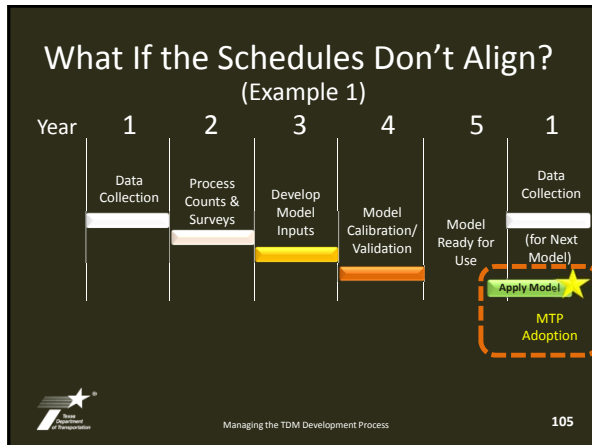 What If the Schedules Don't Align?
(Example 1)
Year 1 2 3 4 5 1
Data
Collection
Process
Counts &
Surveys
Develop
Model
Inputs
Model
Calibration/
Validation
Model
Ready for
Use
Data
Collection
(for Next
Model)
Apply Model
MTP
Adoption
Texas
Department
of Transportation
®
Managing the TDM Development Process
105